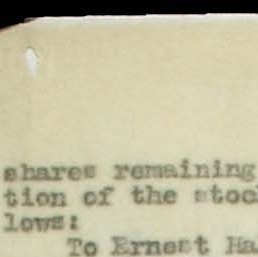 shares remaining
tion of the stoc
lows:
To Ernest Ha